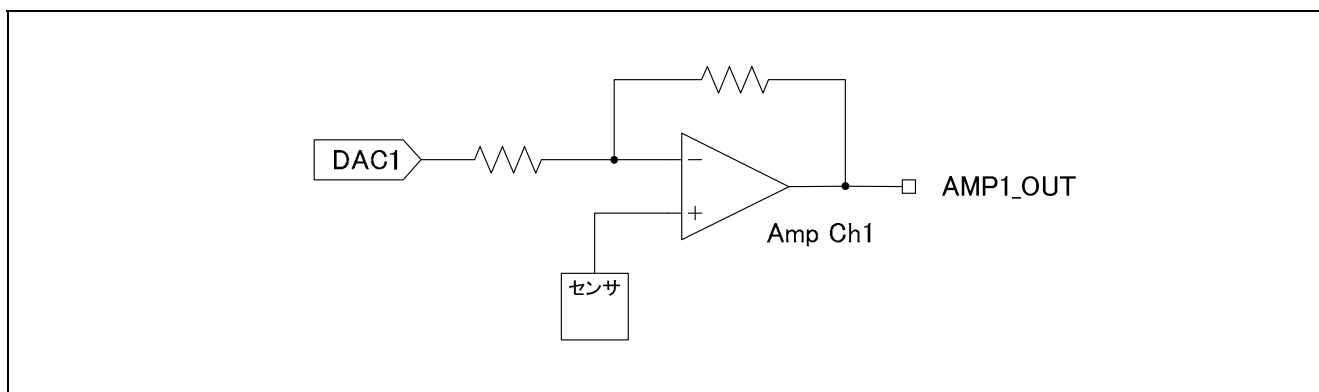 DAC1
−
+
AMP1_OUT
Amp Ch1
センサ